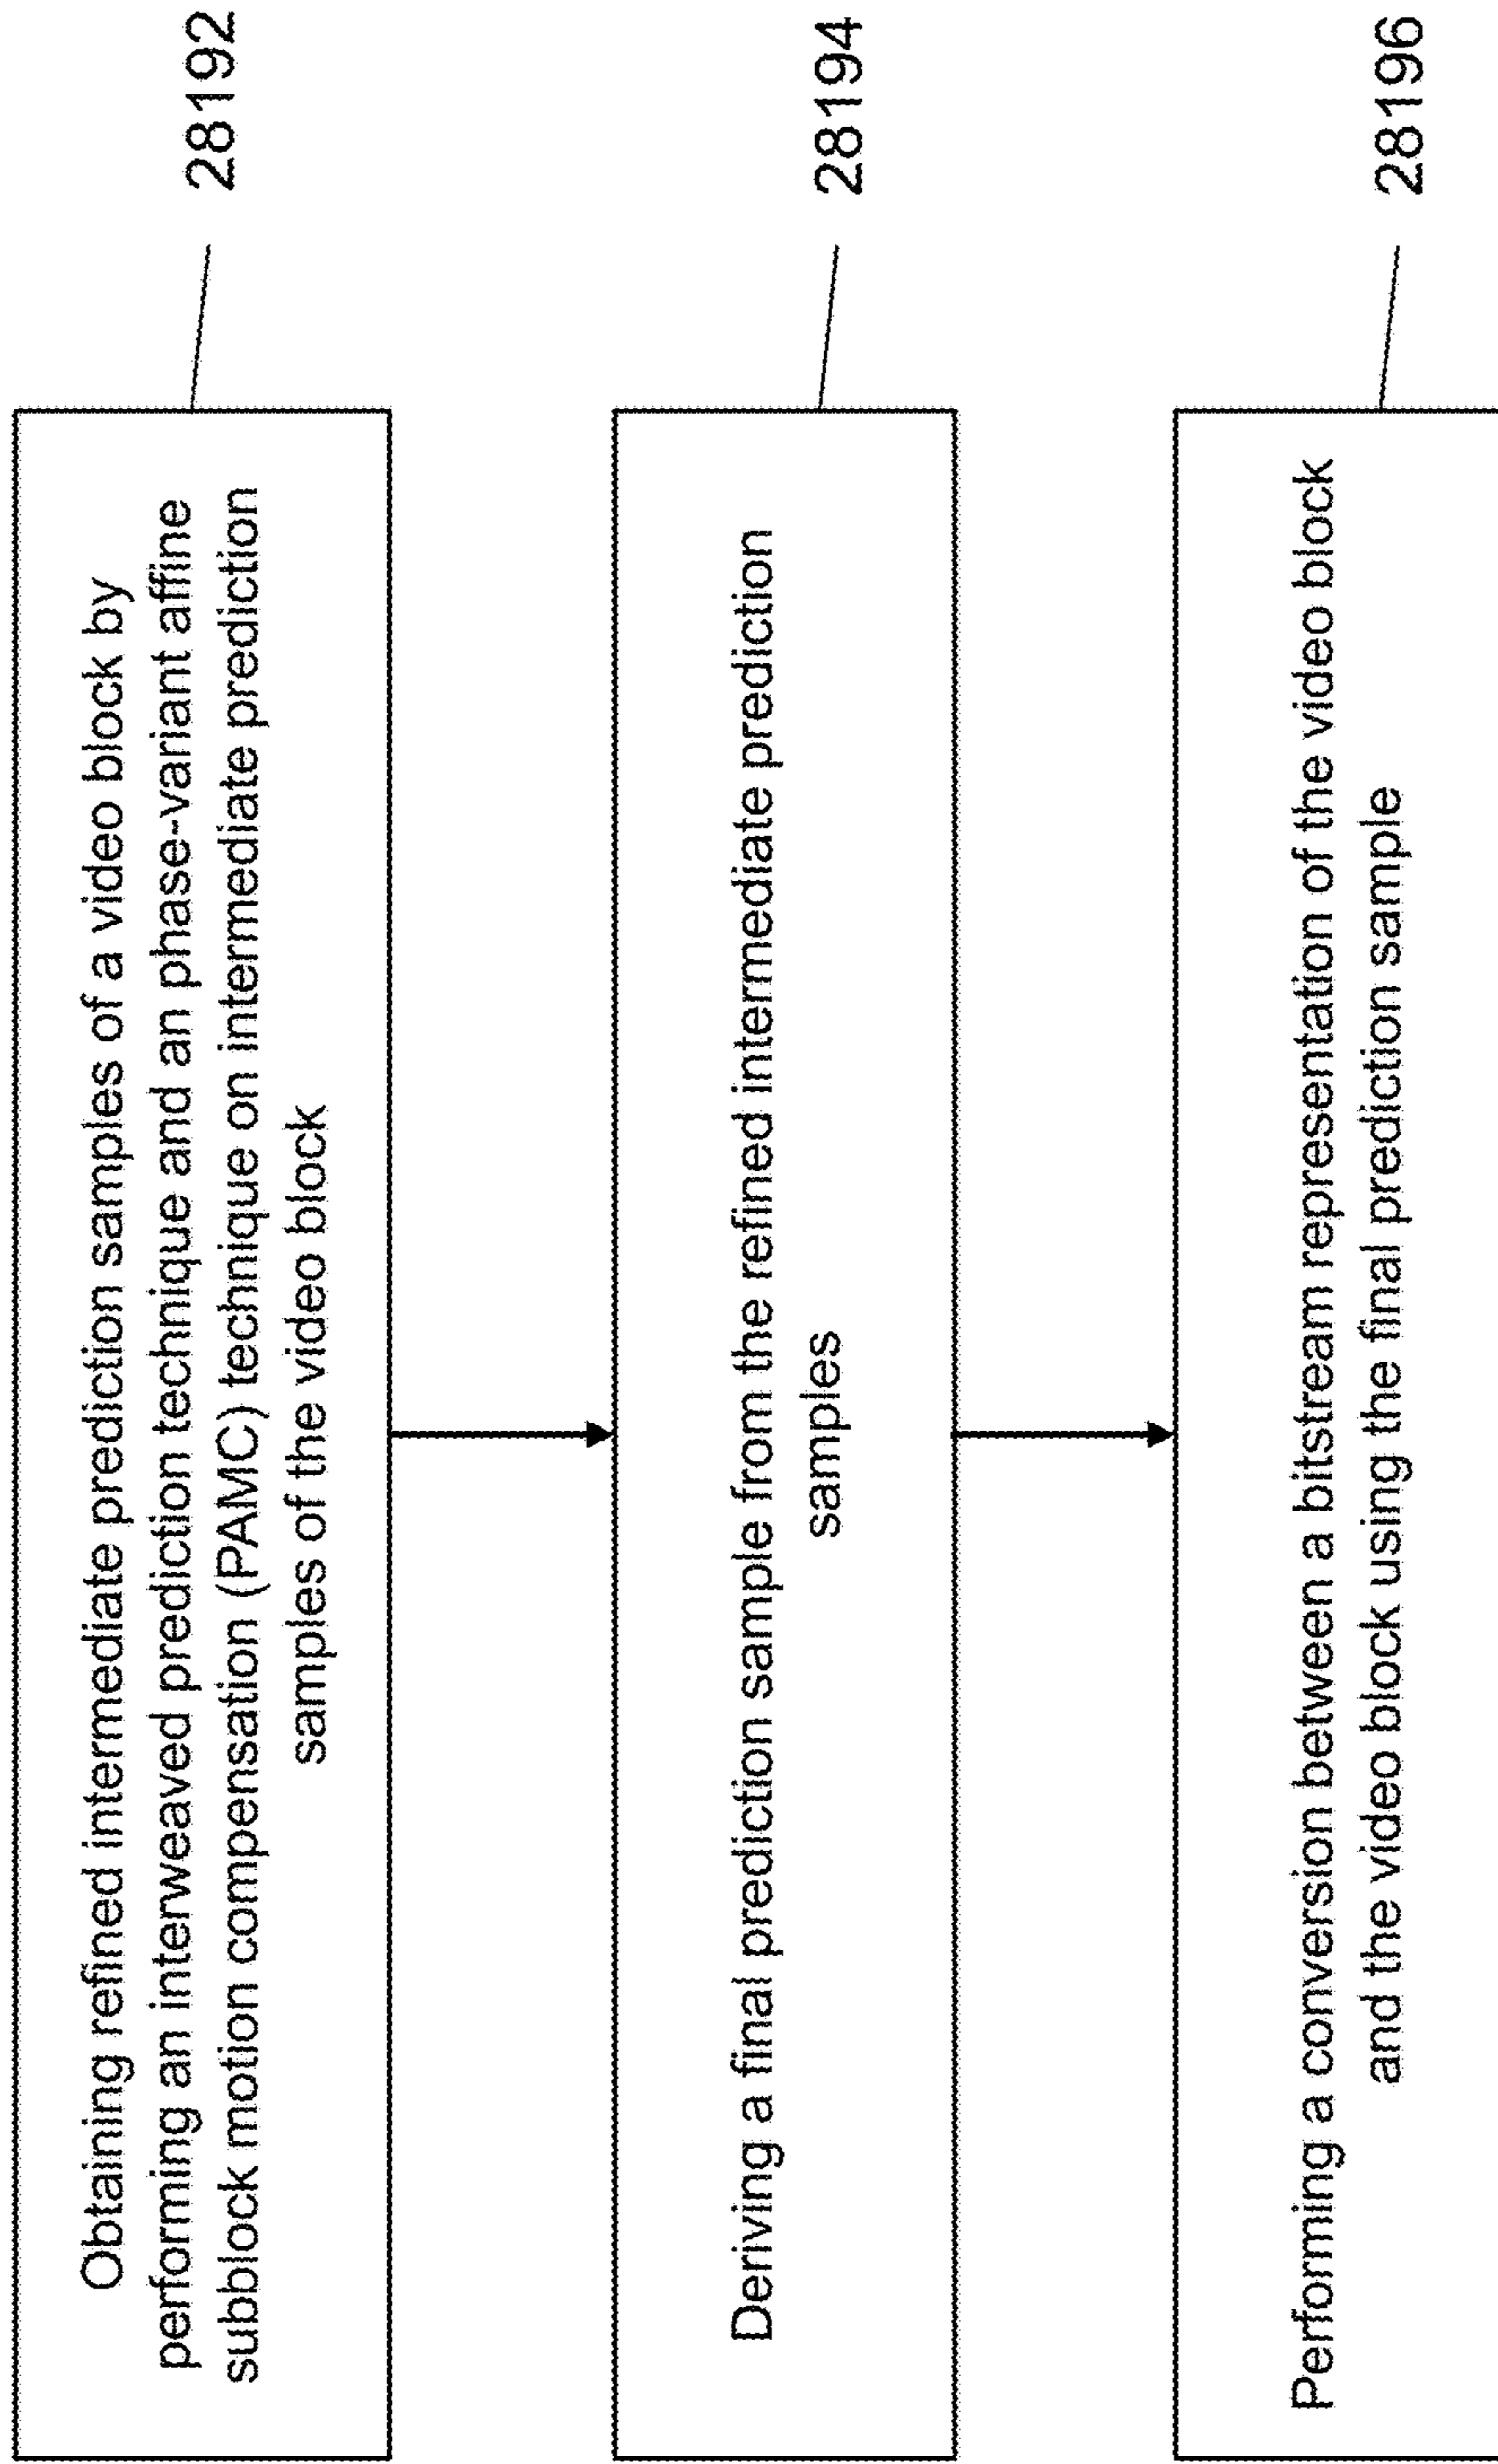 Obtaining refined intermediate prediction samples of a video block by
performing an interweaved prediction technique and an phase-variant affine
subblock motion compensation (PAMC) technique on intermediate prediction
samples of the video block
28192
Deriving a final prediction sample from the refined intermediate prediction
samples
28194
Performing a conversion between a bitstream representation of the video block
and the video block using the final prediction sample
28196